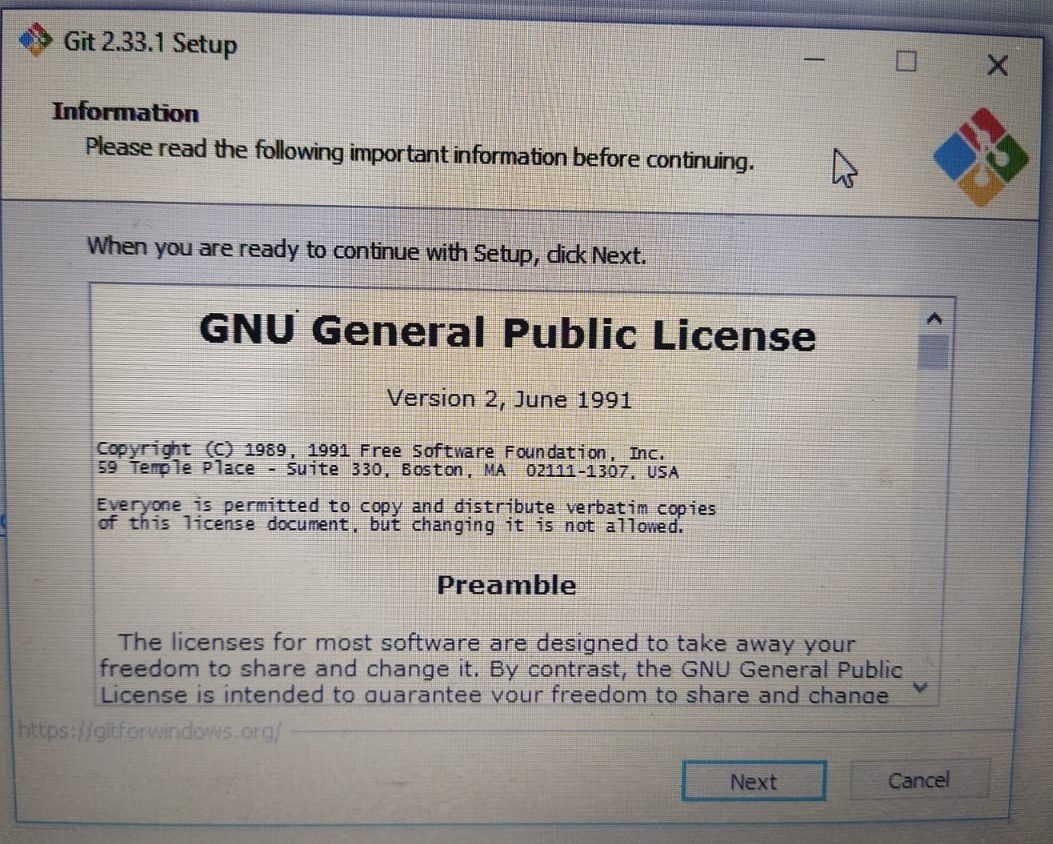 Git 2.33.1 Setup
Information
Please read the following important information before continuing.
When you are ready to continue with Setup, click Next.
GNU General Public License
Version 2, June 1991
Copyright (C) 1989, 1991 Free Software Foundation, Inc.
59 Temple Place - Suite 330, Boston, MA  02111-1307, USA
Everyone is permitted to copy and distribute verbatim copies
of this license document, but changing it is not allowed.
Preamble
The licenses for most software are designed to take away your
freedom to share and change it. By contrast, the GNU General Public
License is intended to guarantee your freedom to share and change
https://gitforwindows.org/
Next
Cancel